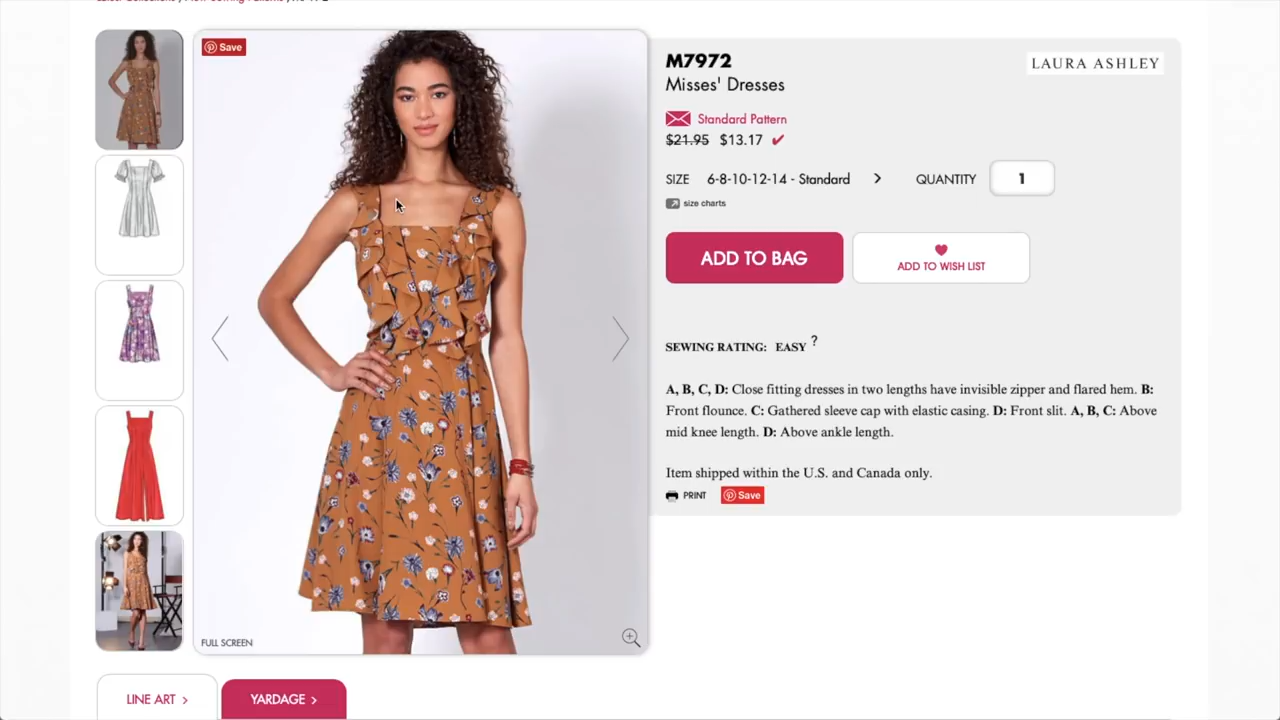 Save
M7972
LAURA ASHLEY
Misses' Dresses
Standard Pattern
$21.95 $13.17
SIZE 6-8-10-12-14 - Standard QUANTITY 1
size charts
ADD TO BAG
ADD TO WISH LIST
SEWING RATING: EASY ?
A, B, C, D: Close fitting dresses in two lengths have invisible zipper and flared hem. B:
Front flounce. C: Gathered sleeve cap with elastic casing. D: Front slit. A, B, C: Above
mid knee length. D: Above ankle length.
Item shipped within the U.S. and Canada only.
PRINT Save
FULL SCREEN
LINE ART >
YARDAGE >